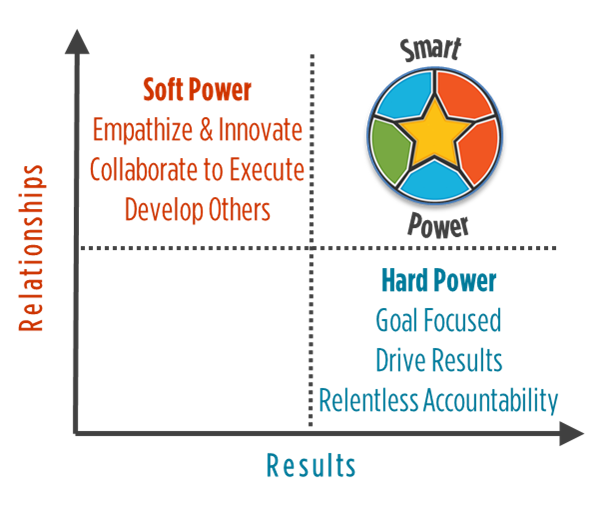 Smart
Power
Soft Power
Empathize & Innovate
Collaborate to Execute
Develop Others
Relationships
Hard Power
Goal Focused
Drive Results
Relentless Accountability
Results